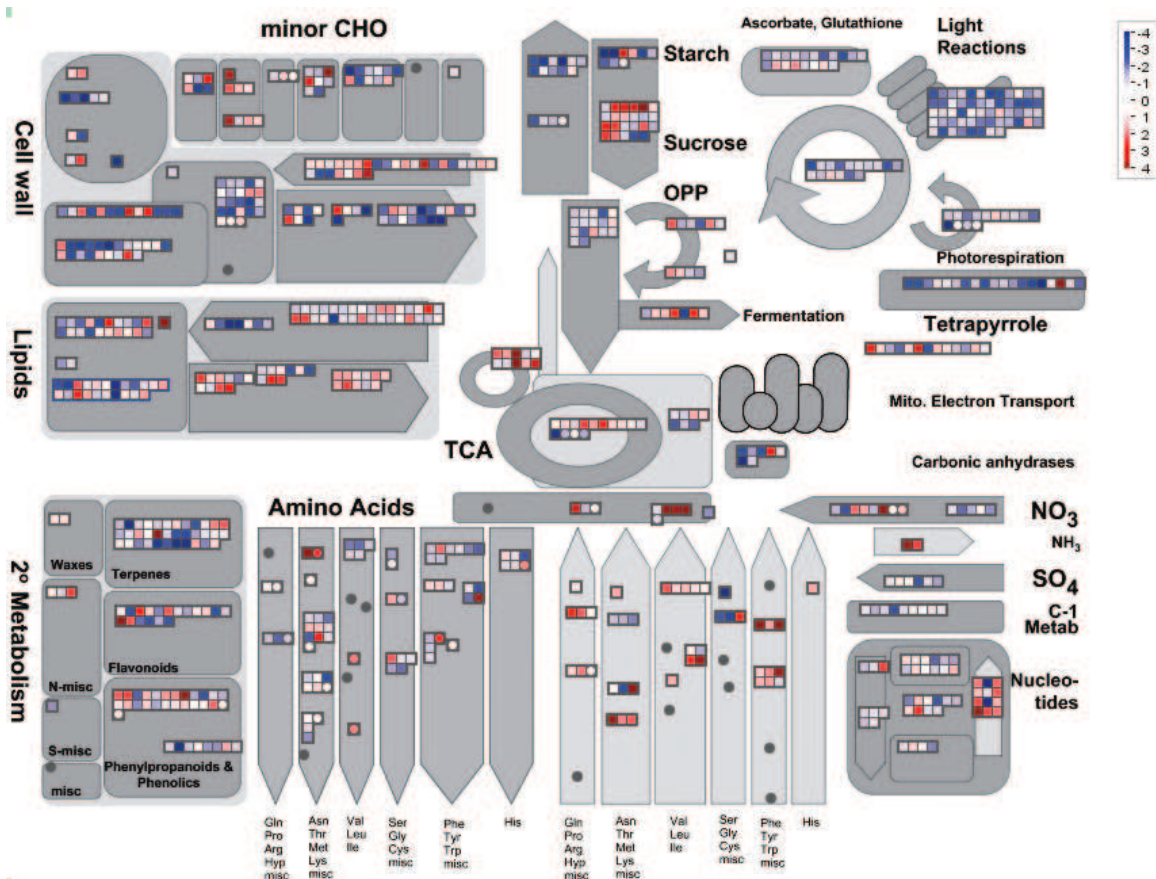 minor CHO
Cell wall
Lipids
2º Metabolism
Starch
Sucrose
OPP
Ascorbate, Glutathione
Light
Reactions
-4
-3
-2
-1
0
1
2
3
4
Photorespiration
Tetrapyrrole
Fermentation
Mito. Electron Transport
TCA
Carbonic anhydrases
Amino Acids
NO3
NH3
SO4
C-1
Metab
Nucleo-
tides
Waxes
Terpenes
Flavonoids
N-misc
S-misc
misc
Phenylpropanoids &
Phenolics
Gln
Pro
Arg
Hyp
misc
Asn
Thr
Met
Lys
misc
Val
Leu
Ile
Ser
Gly
Cys
misc
Phe
Tyr
Trp
misc
His
Gln
Pro
Arg
Hyp
misc
Asn
Thr
Met
Lys
misc
Val
Leu
Ile
Ser
Gly
Cys
misc
Phe
Tyr
Trp
misc
His